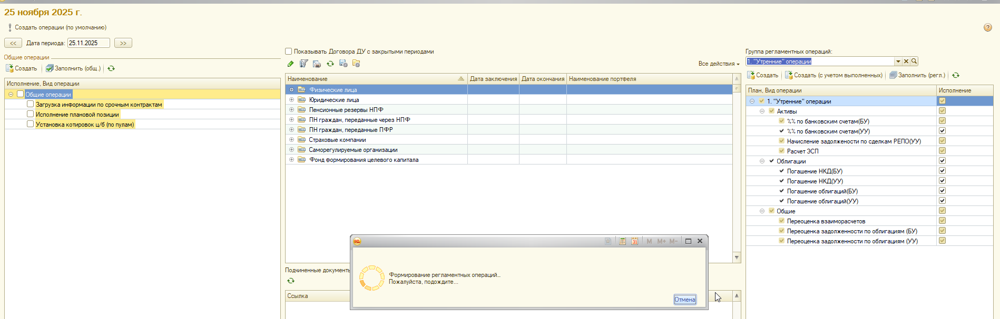 25 ноября 2025 г.
Создать операции (по умолчанию)
<< Дата периода: 25.11.2025 >>
Общие операции
Создать Заполнить (общ.)
Исполнение, Вид операции
Общие операции
Загрузка информации по срочным контрактам
Исполнение плановой позиции
Установка котировок ц/б (по пулам)
Показывать Договора ДУ с закрытыми периодами
Все действия
Наименование Дата заключения Дата окончания Наименование портфеля
Физические лица
Юридические лица
Пенсионные резервы НПФ
ПН граждан, переданные через НПФ
ПН граждан, переданные ПФР
Страховые компании
Саморегулируемые организации
Фонд формирования целевого капитала
Подчиненные документы
Ссылка
Группа регламентных операций:
1. "Утренние" операции
Создать Создать (с учетом выполненных) Заполнить (регл.)
План, Вид операции Исполнение
1. "Утренние" операции
Активы
%% по банковским счетам(БУ)
%% по банковским счетам(УУ)
Начисление задолжености по сделкам РЕПО(УУ)
Расчет ЭСП
Облигации
Погашение НКД(БУ)
Погашение НКД(УУ)
Погашение облигаций(БУ)
Погашение облигаций(УУ)
Общие
Переоценка взаиморасчетов
Переоценка задолженности по облигациям (БУ)
Переоценка задолженности по облигациям (УУ)
1С 31 M M+ M-
Формирование регламентных операций...
Пожалуйста, подождите...
Отмена